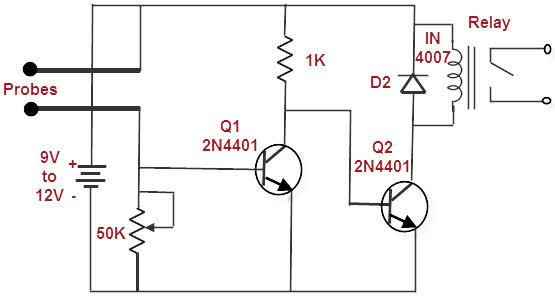 Relay
IN
4007
1K
D2
Probes
Q1
2N4401
Q2
2N4401
9V +
to
12V -
50K